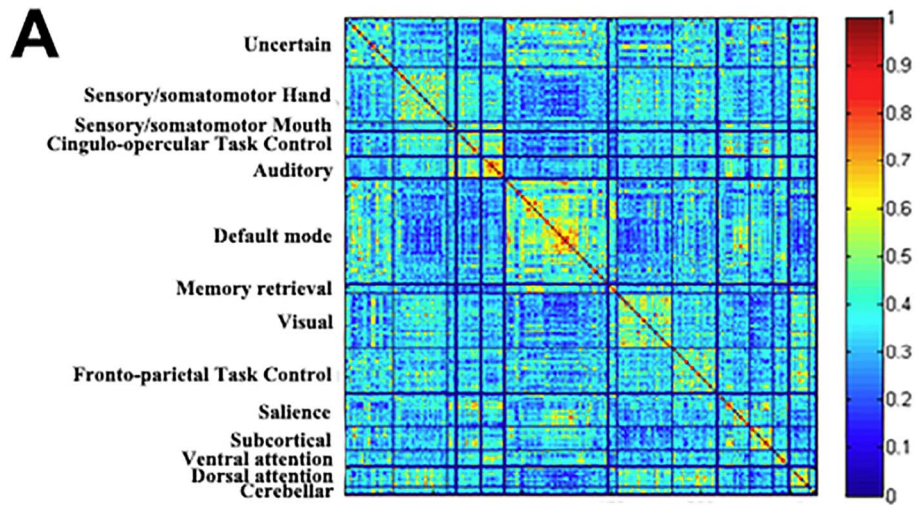 A
Uncertain
Sensory/somatomotor Hand
Sensory/somatomotor Mouth
Cingulo-opercular Task Control
Auditory
Default mode
Memory retrieval
Visual
Fronto-parietal Task Control
Salience
Subcortical
Ventral attention
Dorsal attention
Cerebellar
1
0.9
0.8
0.7
0.6
0.5
0.4
0.3
0.2
0.1
0